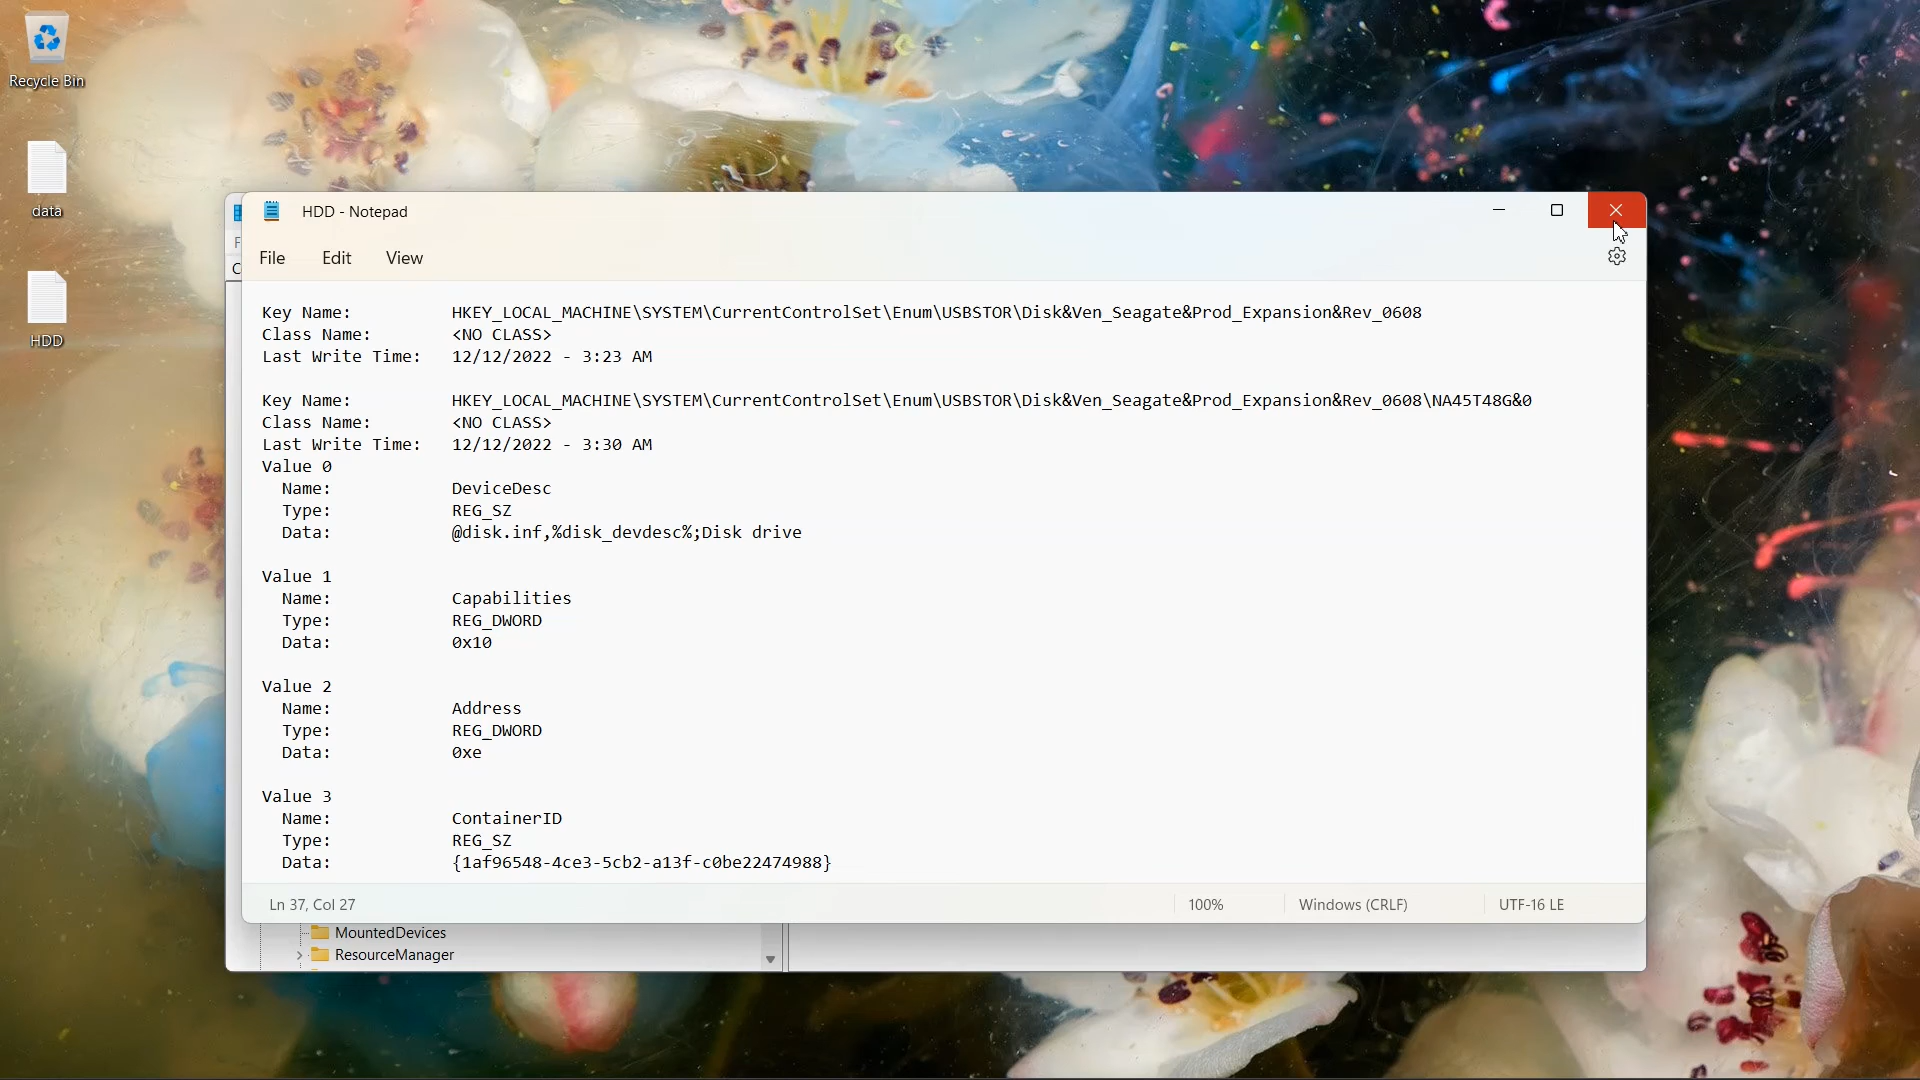 Recycle Bin
data
HDD
HDD - Notepad
File Edit View
Key Name: HKEY_LOCAL_MACHINE\SYSTEM\CurrentControlSet\Enum\USBSTOR\Disk&Ven_Seagate&Prod_Expansion&Rev_0608
Class Name: <NO CLASS>
Last Write Time: 12/12/2022 - 3:23 AM
Key Name: HKEY_LOCAL_MACHINE\SYSTEM\CurrentControlSet\Enum\USBSTOR\Disk&Ven_Seagate&Prod_Expansion&Rev_0608\NA45T48G&0
Class Name: <NO CLASS>
Last Write Time: 12/12/2022 - 3:30 AM
Value 0
Name: DeviceDesc
Type: REG_SZ
Data: @disk.inf,%disk_devdesc%;Disk drive
Value 1
Name: Capabilities
Type: REG_DWORD
Data: 0x10
Value 2
Name: Address
Type: REG_DWORD
Data: 0xe
Value 3
Name: ContainerID
Type: REG_SZ
Data: {1af96548-4ce3-5cb2-a13f-c0be22474988}
Ln 37, Col 27 100% Windows (CRLF) UTF-16 LE
MountedDevices
ResourceManager